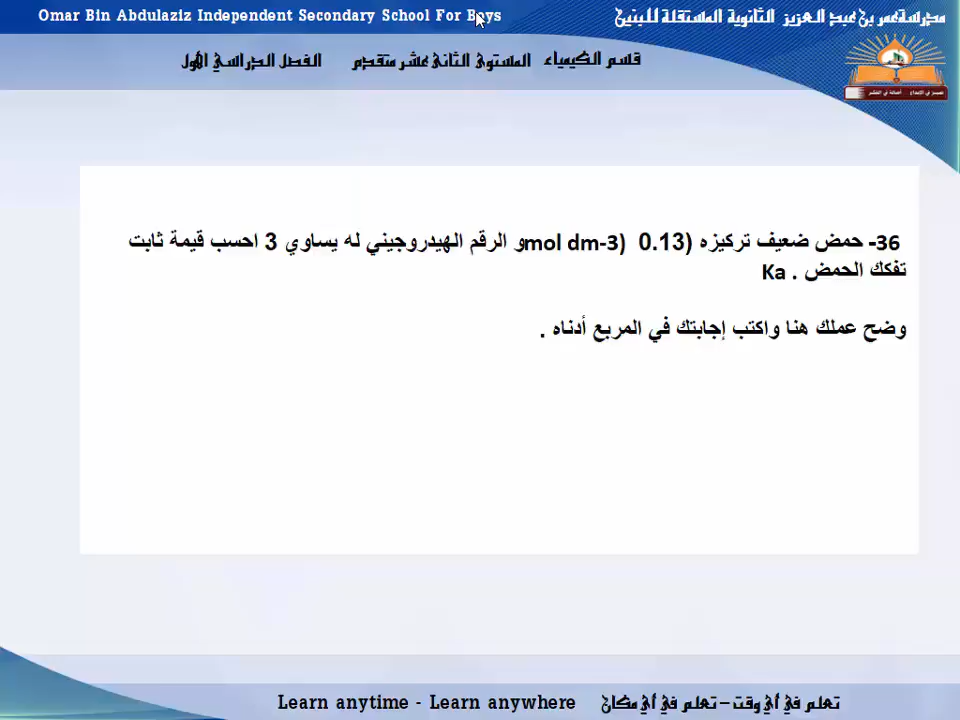 Omar Bin Abdulaziz Independent Secondary School For Boys
مدرسة عمر بن عبد العزيز الثانوية المستقلة للبنين
قسم الكيمياء المستوى الثانى عشر متقدم الفصل الدراسي الأول
36- حمض ضعيف تركيزه (0.13 (mol dm-3و الرقم الهيدروجيني له يساوي 3 احسب قيمة ثابت
تفكك الحمض . Ka
وضح عملك هنا واكتب إجابتك في المربع أدناه .
Learn anytime - Learn anywhere تعلم في أي وقت – تعلم في أي مكان